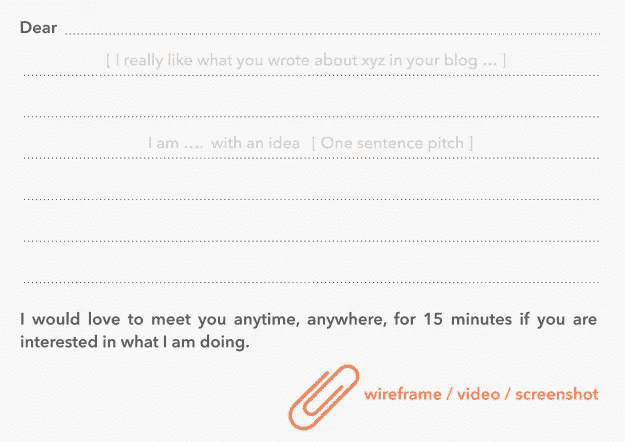 Dear
[ I really like what you wrote about xyz in your blog ... ]
I am .... with an idea [ One sentence pitch ]
I would love to meet you anytime, anywhere, for 15 minutes if you are
interested in what I am doing.
wireframe / video / screenshot